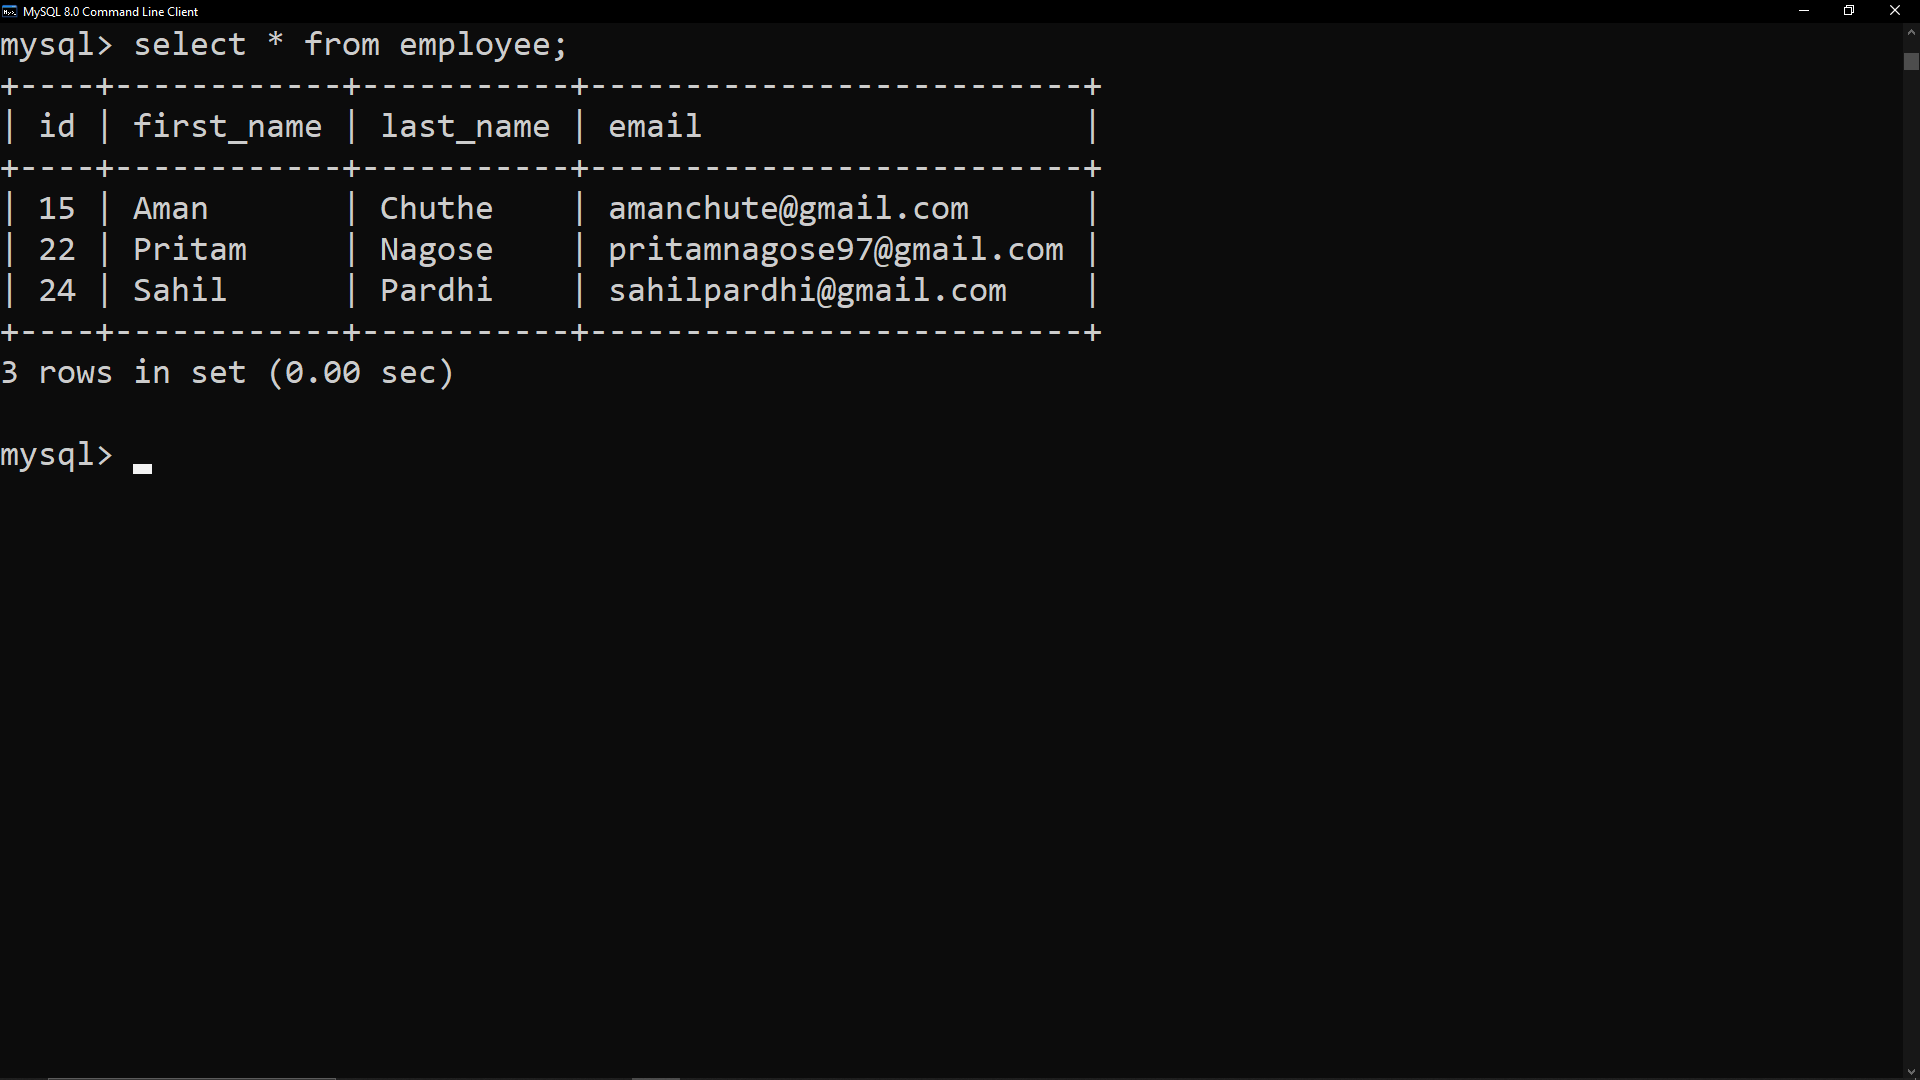 MySQL 8.0 Command Line Client
mysql> select * from employee;
+----+------------+-----------+--------------------------+
| id | first_name | last_name | email                    |
+----+------------+-----------+--------------------------+
| 15 | Aman       | Chuthe    | amanchute@gmail.com      |
| 22 | Pritam     | Nagose    | pritamnagose97@gmail.com |
| 24 | Sahil      | Pardhi    | sahilpardhi@gmail.com    |
+----+------------+-----------+--------------------------+
3 rows in set (0.00 sec)
mysql>